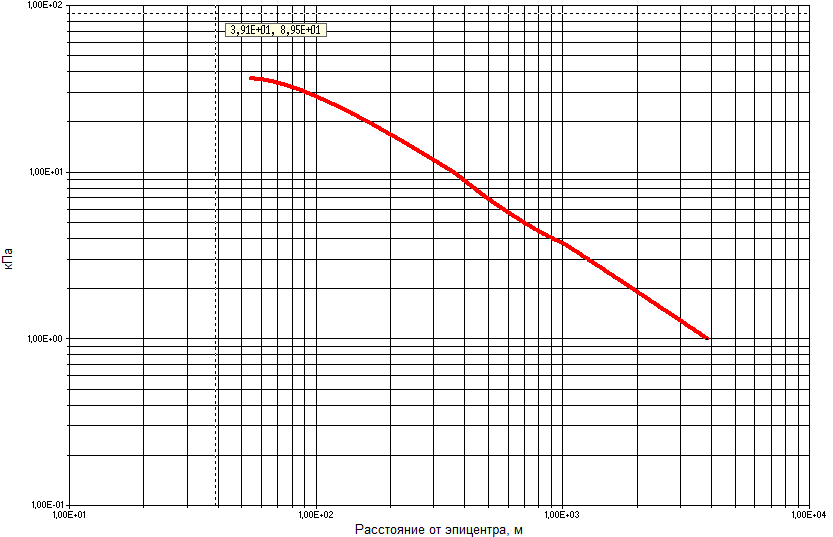 1,00E+02
3,91E+01, 8,95E+01
1,00E+01
кПа
1,00E+00
1,00E-01
1,00E+01 1,00E+02 1,00E+03 1,00E+04
Расстояние от эпицентра, м